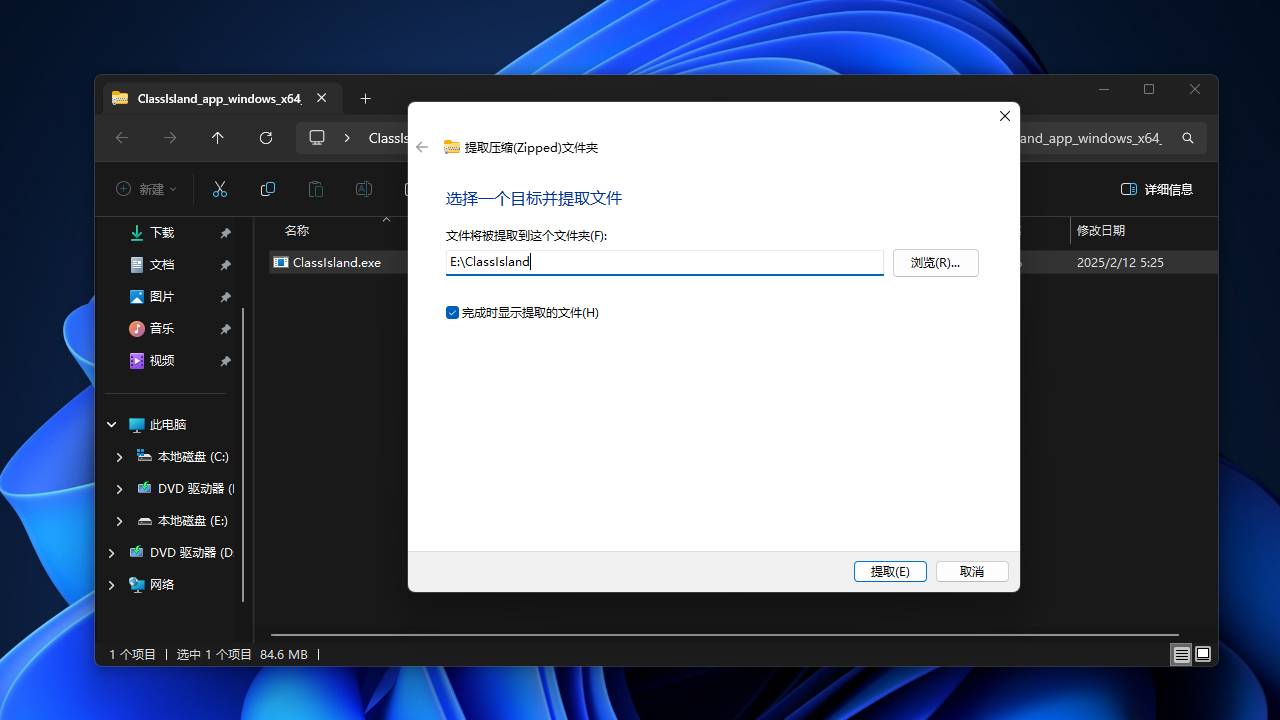 ClassIsland_app_windows_x64_
提取压缩(Zipped)文件夹
新建
详细信息
选择一个目标并提取文件
文件将被提取到这个文件夹(F):
E:\ClassIsland
浏览(R)...
完成时显示提取的文件(H)
下载
文档
图片
音乐
视频
此电脑
本地磁盘 (C:)
DVD 驱动器 (
本地磁盘 (E:)
DVD 驱动器 (D
网络
名称
修改日期
ClassIsland.exe
2025/2/12 5:25
提取(E)
取消
1 个项目
选中 1 个项目 84.6 MB